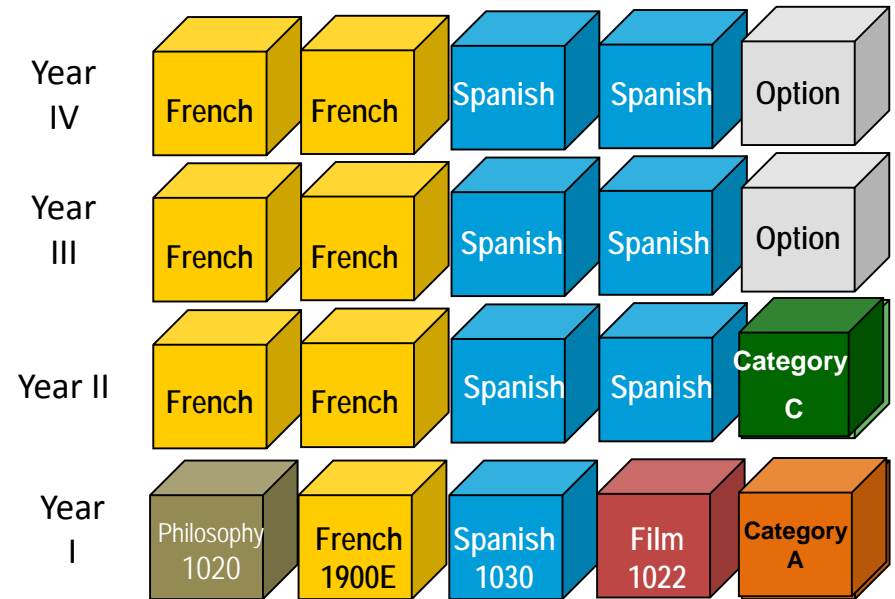 Year
IV
French
French
Spanish
Spanish
Option
Year
III
French
French
Spanish
Spanish
Option
Year II
French
French
Spanish
Spanish
Category
C
Year
I
Philosophy
1020
French
1900E
Spanish
1030
Film
1022
Category
A